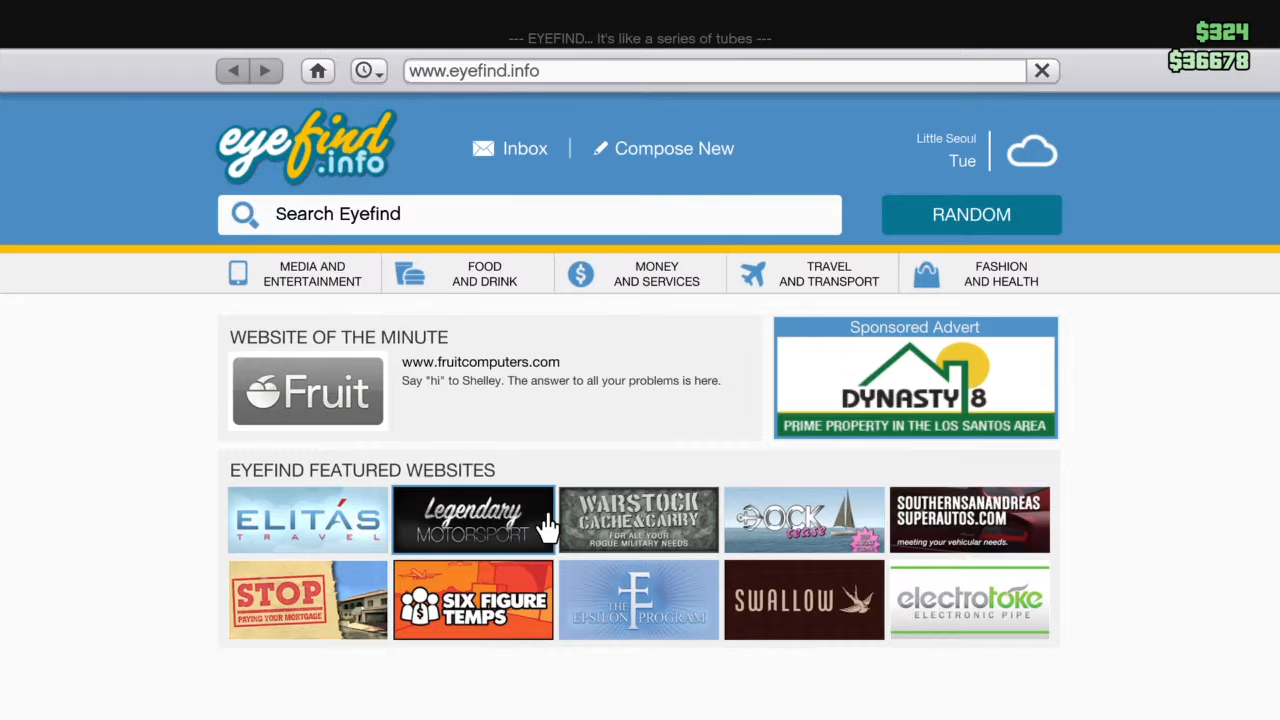 --- EYEFIND... It's like a series of tubes ---
$324
$36678
www.eyefind.info
eyefind
.info
Inbox
Compose New
Little Seoul
Tue
Search Eyefind
RANDOM
MEDIA AND
ENTERTAINMENT
FOOD
AND DRINK
MONEY
AND SERVICES
TRAVEL
AND TRANSPORT
FASHION
AND HEALTH
WEBSITE OF THE MINUTE
Fruit
www.fruitcomputers.com
Say "hi" to Shelley. The answer to all your problems is here.
Sponsored Advert
DYNASTY 8
PRIME PROPERTY IN THE LOS SANTOS AREA
EYEFIND FEATURED WEBSITES
ELITÁS
TRAVEL
Legendary
MOTORSPORT
WARSTOCK
CACHE&CARRY
FOR ALL YOUR
ROGUE MILITARY NEEDS
DOCK
tease
SOUTHERNSANANDREAS
SUPERAUTOS.COM
meeting your vehicular needs.
STOP
PAYING YOUR MORTGAGE
SIX FIGURE
TEMPS
THE
EPSILON PROGRAM
SWALLOW
electrotoke
ELECTRONIC PIPE